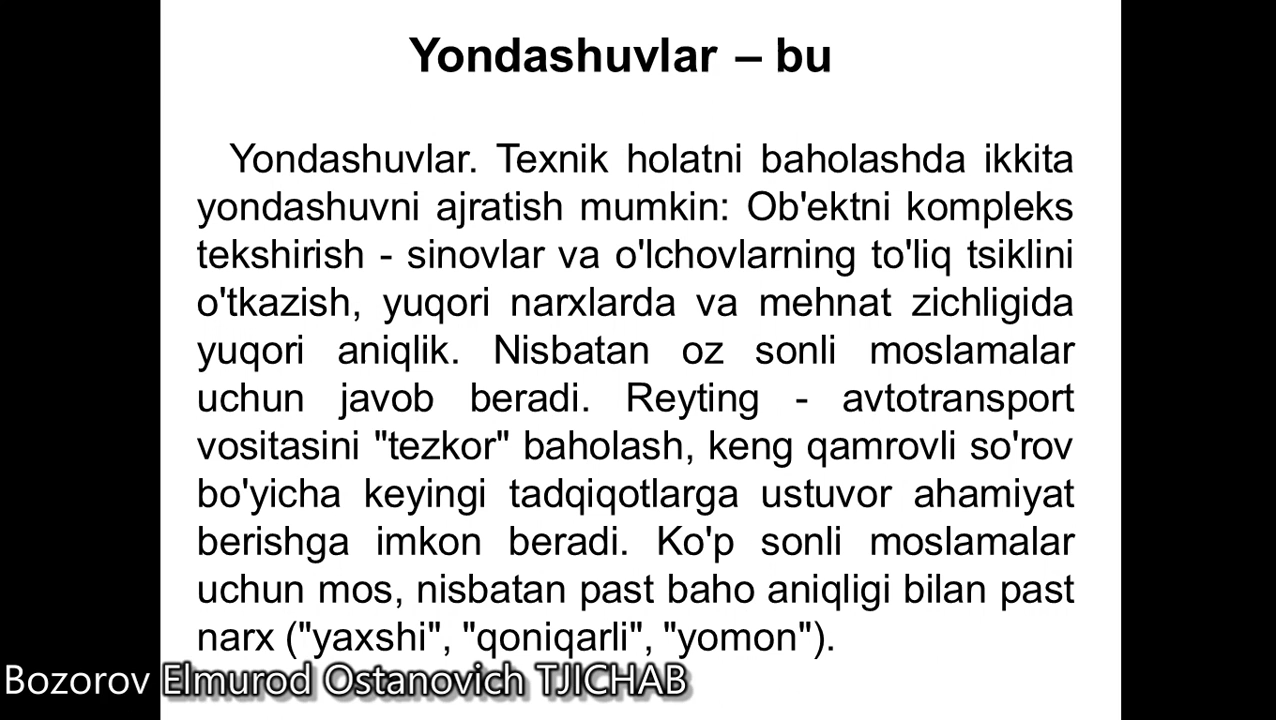 Yondashuvlar – bu
Yondashuvlar. Texnik holatni baholashda ikkita
yondashuvni ajratish mumkin: Ob'ektni kompleks
tekshirish - sinovlar va o'lchovlarning to'liq tsiklini
o'tkazish, yuqori narxlarda va mehnat zichligida
yuqori aniqlik. Nisbatan oz sonli moslamalar
uchun javob beradi. Reyting - avtotransport
vositasini "tezkor" baholash, keng qamrovli so'rov
bo'yicha keyingi tadqiqotlarga ustuvor ahamiyat
berishga imkon beradi. Ko'p sonli moslamalar
uchun mos, nisbatan past baho aniqligi bilan past
narx ("yaxshi", "qoniqarli", "yomon").
Bozorov Elmurod Ostanovich TJICHAB